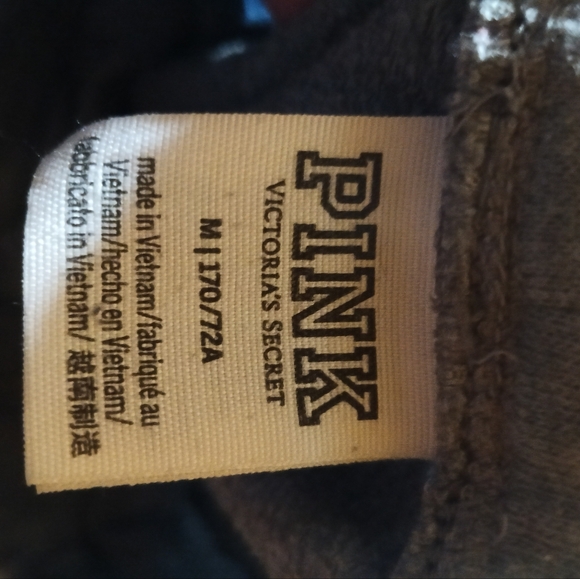 PINK
VICTORIA'S SECRET
M | 170/72A
made in Vietnam/fabriqué au
Vietnam/hecho en Vietnam/
fabbricato in Vietnam/ 越南制造